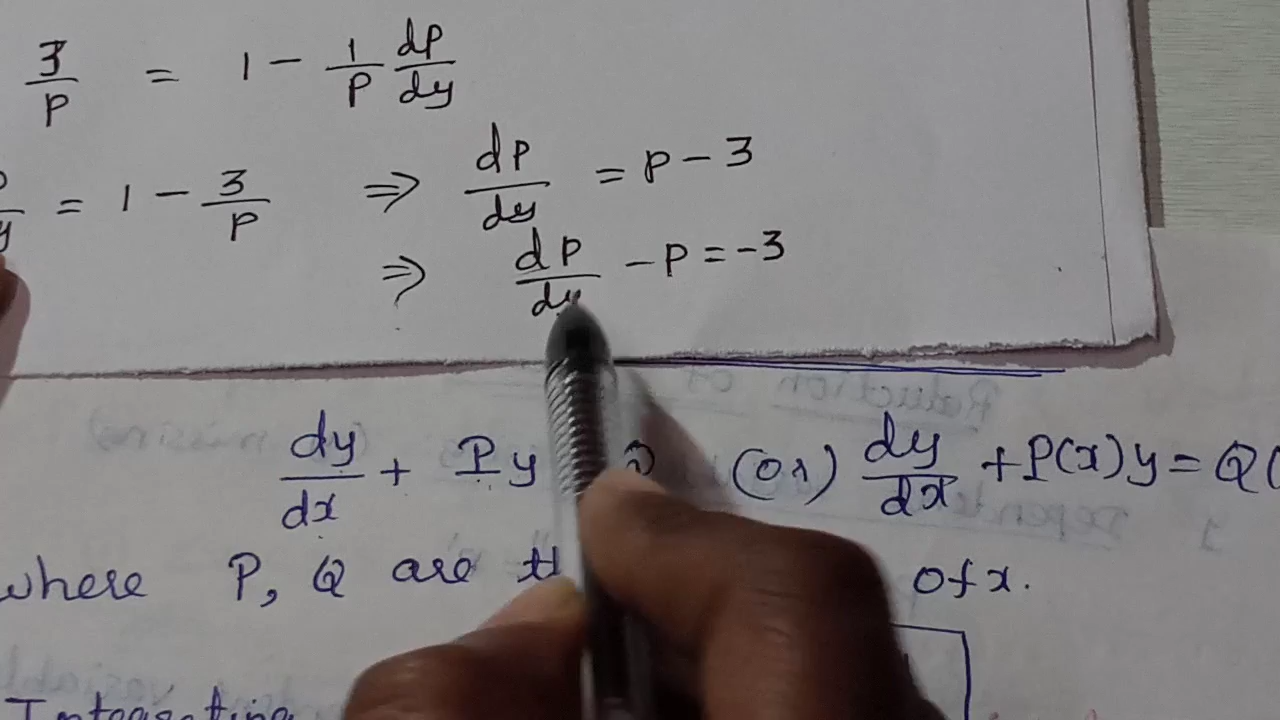 3/P = 1 - 1/P dP/dy
= 1 - 3/P ⇒ dP/dy = P - 3
⇒ dP/dy - P = -3
dy/dx + Py (or) dy/dx + P(x)y = Q(
where P, Q are of x.
Integrating